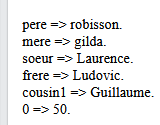 pere => robisson.
mere => gilda.
soeur => Laurence.
frere => Ludovic.
cousin1 => Guillaume.
0 => 50.